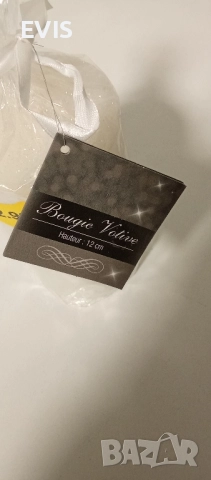 EVIS
Bougie Votive
Hauteur : 12 cm
BAZAR.BG